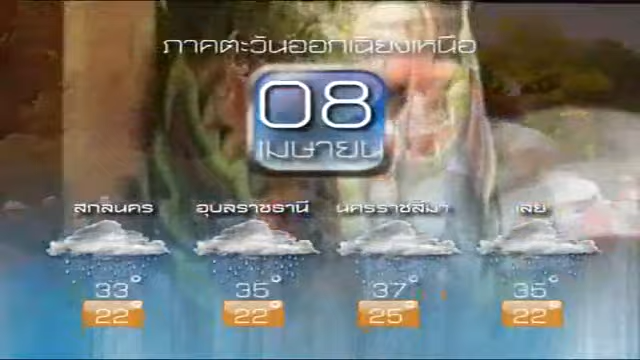 ภาคตะวันออกเฉียงเหนือ
08
เมษายน
สกลนคร อุบลราชธานี นครราชสีมา เลย
33° 35° 37° 35°
22° 22° 25° 22°